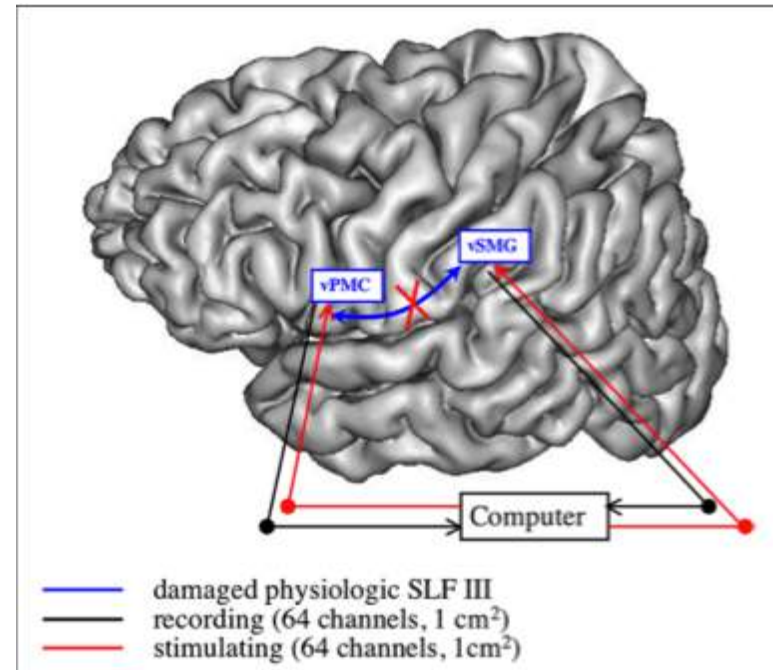 vSMG
vPMC
Computer
damaged physiologic SLF III
recording (64 channels, 1 cm²)
stimulating (64 channels, 1cm²)